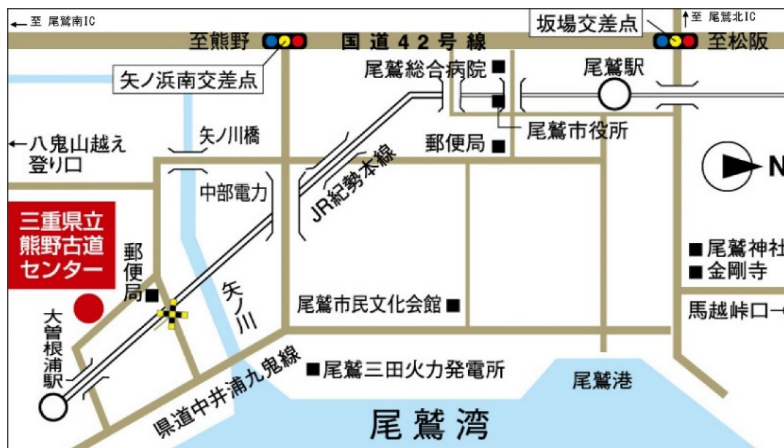 ← 至 尾鷲南IC
↑至 尾鷲北IC
坂場交差点
至熊野
国道42号線
至松阪
矢ノ浜南交差点
尾鷲総合病院
尾鷲駅
尾鷲市役所
←八鬼山越え
登り口
矢ノ川橋
郵便局
中部電力
JR紀勢本線
N
三重県立
熊野古道
センター
郵便局
矢ノ川
尾鷲神社
金剛寺
尾鷲市民文化会館
馬越峠口→
大曽根浦駅
県道中井浦九鬼線
尾鷲三田火力発電所
尾鷲港
尾鷲湾